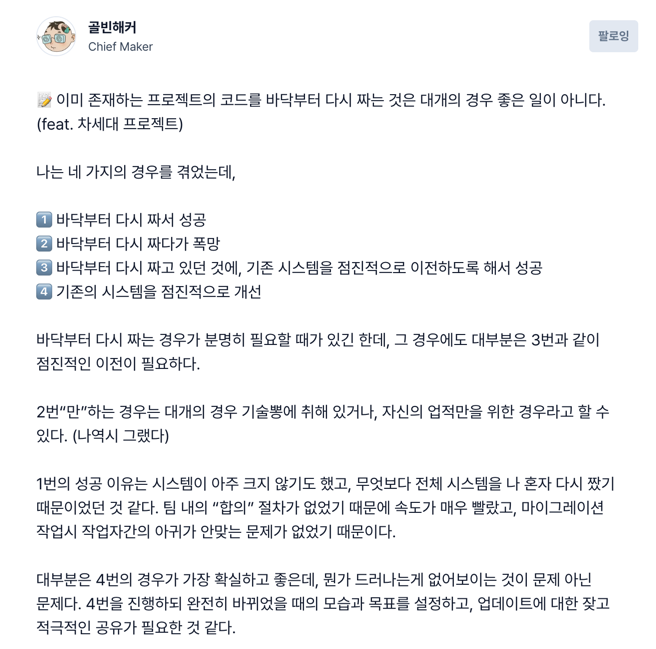 골빈해커
Chief Maker
팔로잉
📝 이미 존재하는 프로젝트의 코드를 바닥부터 다시 짜는 것은 대개의 경우 좋은 일이 아니다.
(feat. 차세대 프로젝트)
나는 네 가지의 경우를 겪었는데,
1️⃣ 바닥부터 다시 짜서 성공
2️⃣ 바닥부터 다시 짜다가 폭망
3️⃣ 바닥부터 다시 짜고 있던 것에, 기존 시스템을 점진적으로 이전하도록 해서 성공
4️⃣ 기존의 시스템을 점진적으로 개선
바닥부터 다시 짜는 경우가 분명히 필요할 때가 있긴 한데, 그 경우에도 대부분은 3번과 같이
점진적인 이전이 필요하다.
2번“만”하는 경우는 대개의 경우 기술뽕에 취해 있거나, 자신의 업적만을 위한 경우라고 할 수
있다. (나역시 그랬다)
1번의 성공 이유는 시스템이 아주 크지 않기도 했고, 무엇보다 전체 시스템을 나 혼자 다시 짰기
때문이었던 것 같다. 팀 내의 “합의” 절차가 없었기 때문에 속도가 매우 빨랐고, 마이그레이션
작업시 작업자간의 아귀가 안맞는 문제가 없었기 때문이다.
대부분은 4번의 경우가 가장 확실하고 좋은데, 뭔가 드러나는게 없어보이는 것이 문제 아닌
문제다. 4번을 진행하되 완전히 바뀌었을 때의 모습과 목표를 설정하고, 업데이트에 대한 잦고
적극적인 공유가 필요한 것 같다.